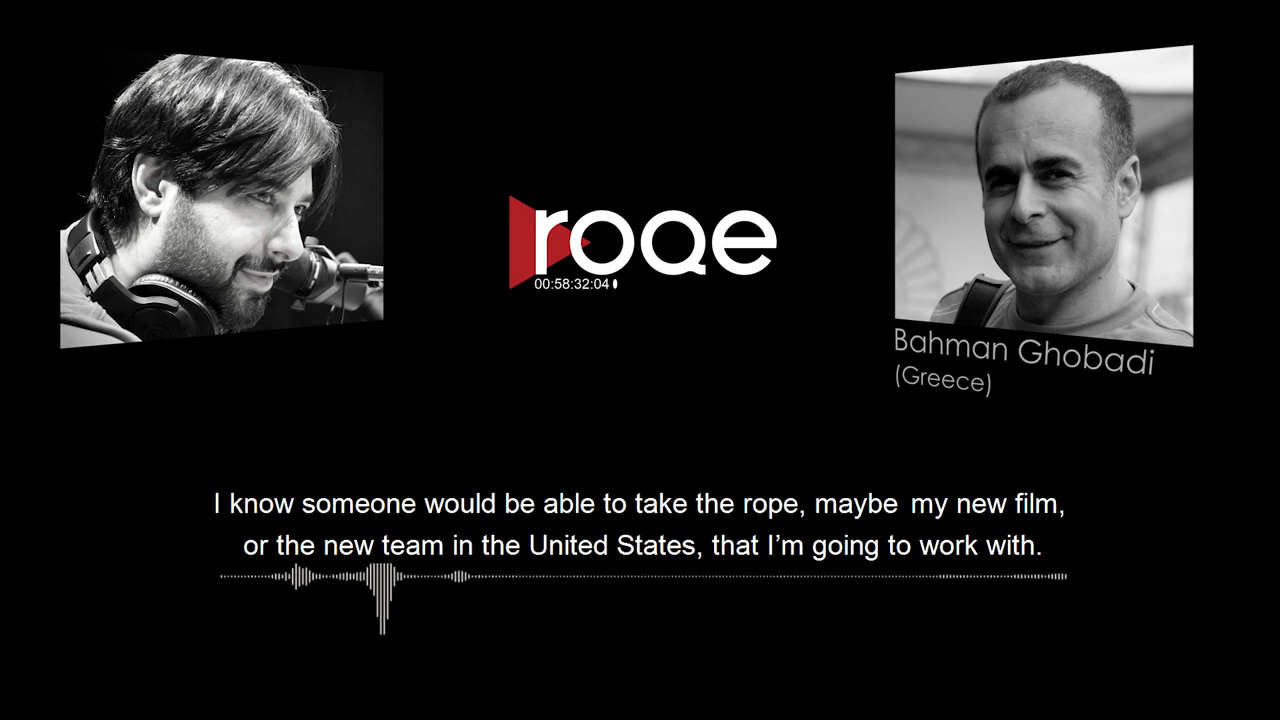 roqe
00:58:32:04
Bahman Ghobadi
(Greece)
I know someone would be able to take the rope, maybe my new film,
or the new team in the United States, that I’m going to work with.